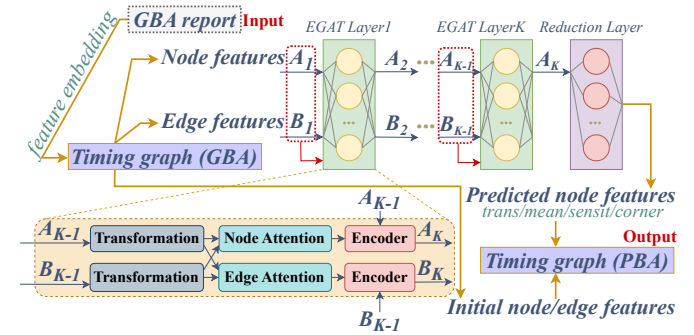 GBA report
Input
feature embedding
Node features
Edge features
Timing graph (GBA)
EGAT Layer1
EGAT LayerK
Reduction Layer
A1
A2
...
AK-1
AK
B1
B2
...
BK-1
...
...
...
Predicted node features
trans/mean/sensit/corner
Output
Timing graph (PBA)
Initial node/edge features
AK-1
AK-1
Transformation
Node Attention
Encoder
AK
BK-1
Transformation
Edge Attention
Encoder
BK
BK-1